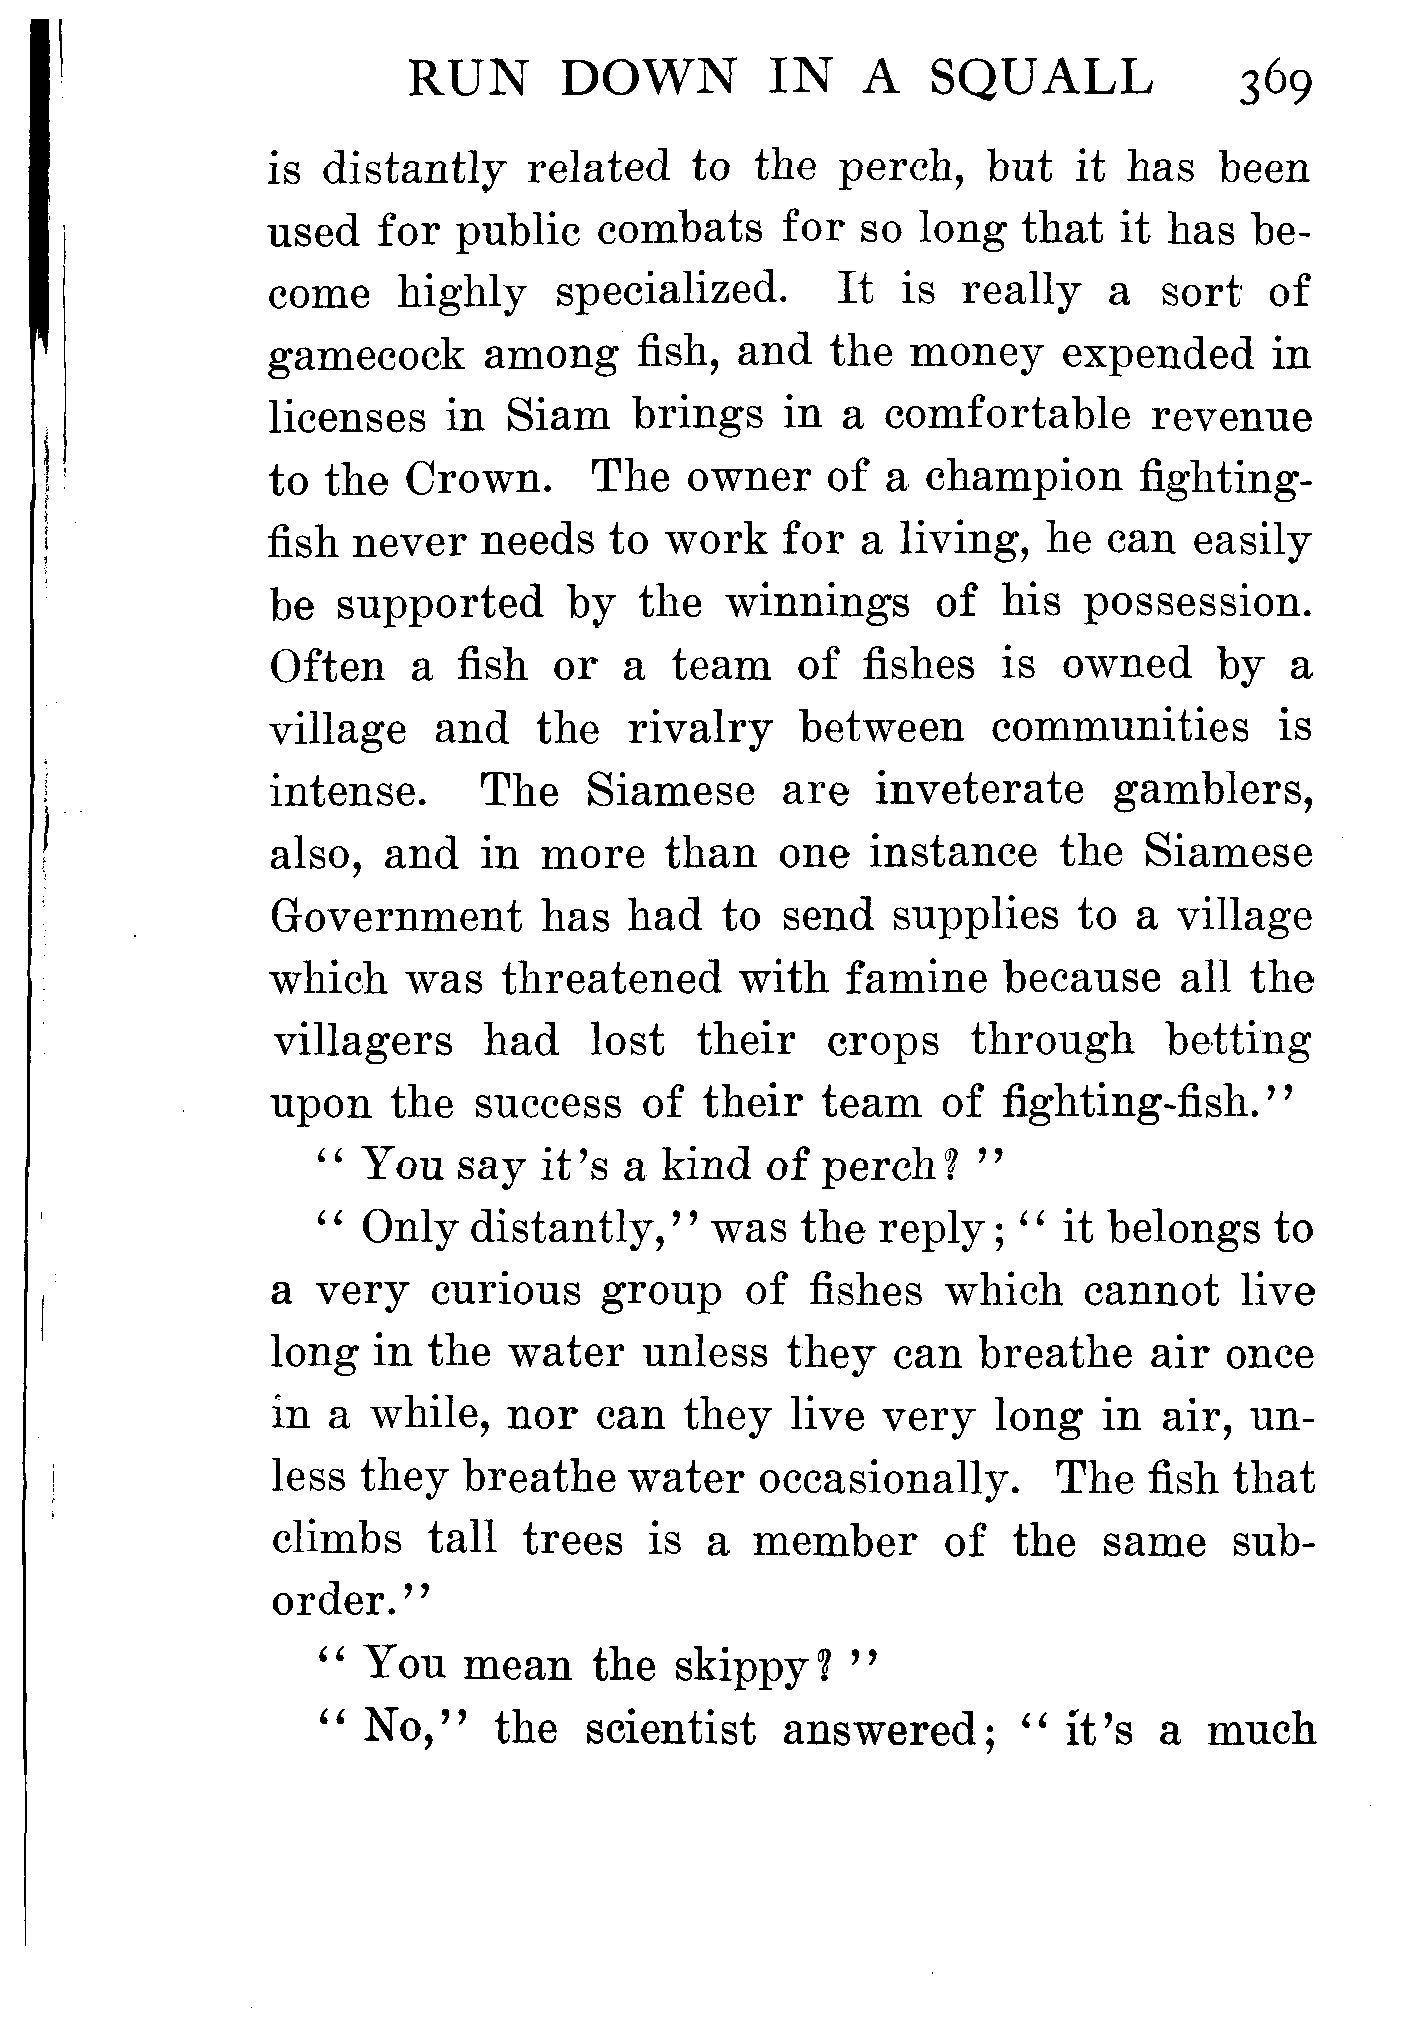 RUN DOWN IN A SQUALL 369
is distantly related to the perch, but it has been
used for public combats for so long that it has be-
come highly specialized. It is really a sort of
gamecock among fish, and the money expended in
licenses in Siam brings in a comfortable revenue
to the Crown. The owner of a champion fighting-
fish never needs to work for a living, he can easily
be supported by the winnings of his possession.
Often a fish or a team of fishes is owned by a
village and the rivalry between communities is
intense. The Siamese are inveterate gamblers,
also, and in more than one instance the Siamese
Government has had to send supplies to a village
which was threatened with famine because all the
villagers had lost their crops through betting
upon the success of their team of fighting-fish.”
“ You say it’s a kind of perch? ”
“ Only distantly,” was the reply; “ it belongs to
a very curious group of fishes which cannot live
long in the water unless they can breathe air once
in a while, nor can they live very long in air, un-
less they breathe water occasionally. The fish that
climbs tall trees is a member of the same sub-
order.”
“ You mean the skippy? ”
“ No,” the scientist answered; “ it’s a much